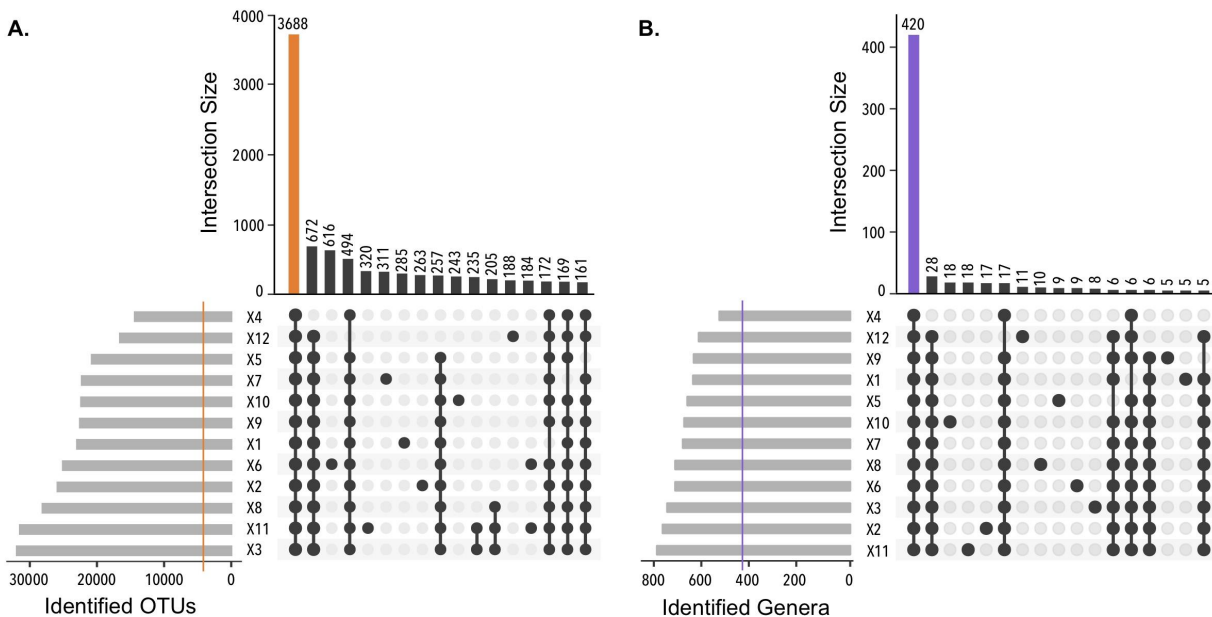 A.
Intersection Size
4000
3000
2000
1000
0
3688
672
616
494
320
311
285
263
257
243
235
205
188
184
172
169
161
X4
X12
X5
X7
X10
X9
X1
X6
X2
X8
X11
X3
30000 20000 10000 0
Identified OTUs
B.
Intersection Size
400
300
200
100
0
420
28
18
18
17
17
11
10
9
9
8
6
6
6
5
5
5
X4
X12
X9
X1
X5
X10
X7
X8
X6
X3
X2
X11
800 600 400 200 0
Identified Genera